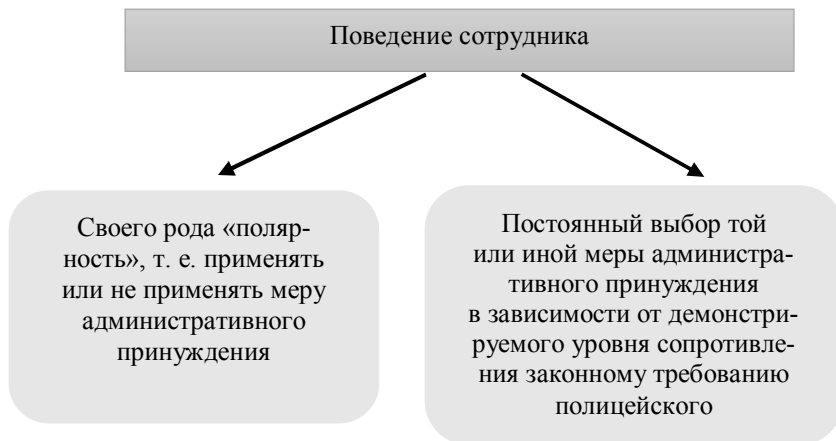 Поведение сотрудника
Своего рода «поляр-
ность», т. е. применять
или не применять меру
административного
принуждения
Постоянный выбор той
или иной меры администра-
тивного принуждения
в зависимости от демонстри-
руемого уровня сопротивле-
ния законному требованию
полицейского